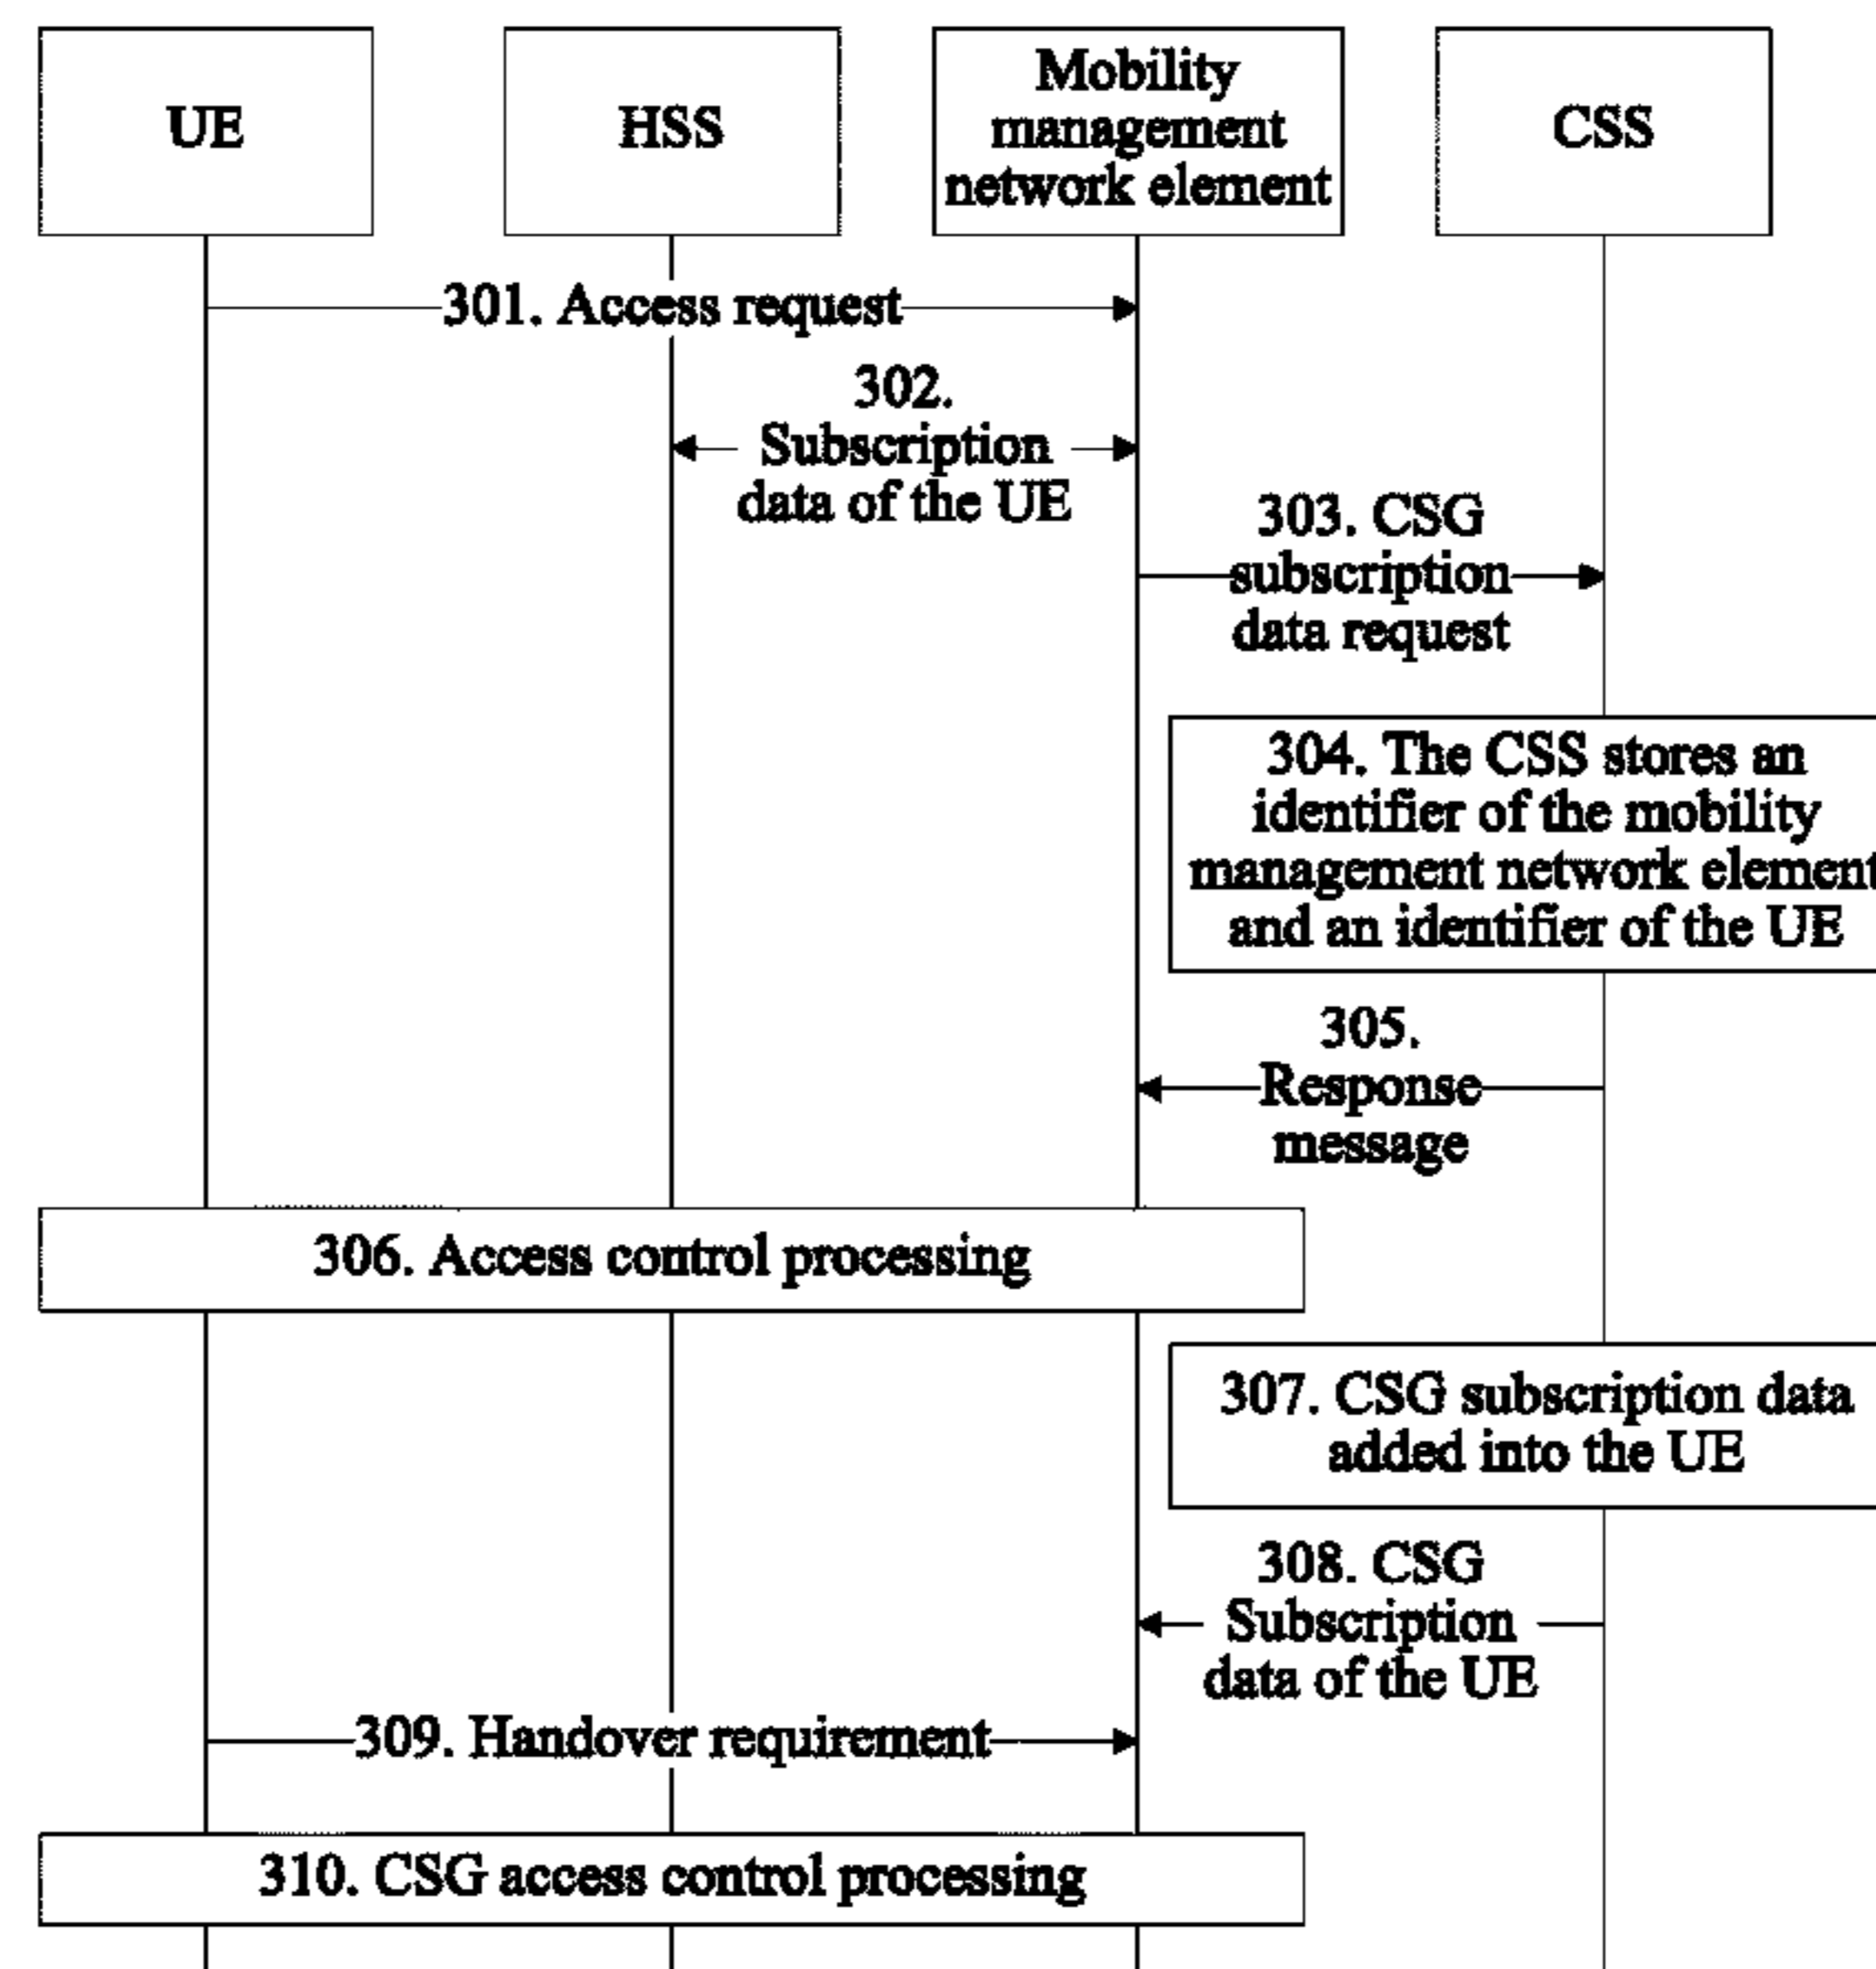 UE
HSS
Mobility
management
network element
CSS
301. Access request
302.
Subscription
data of the UE
303. CSG
subscription
data request
304. The CSS stores an
identifier of the mobility
management network element
and an identifier of the UE
305.
Response
message
306. Access control processing
307. CSG subscription data
added into the UE
308. CSG
Subscription
data of the UE
309. Handover requirement
310. CSG access control processing